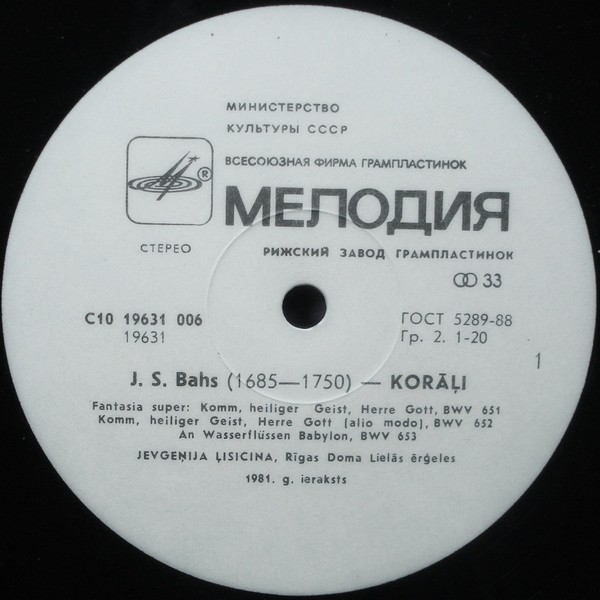 МИНИСТЕРСТВО
КУЛЬТУРЫ СССР
ВСЕСОЮЗНАЯ ФИРМА ГРАМПЛАСТИНОК
®
МЕЛОДИЯ
СТЕРЕО
РИЖСКИЙ ЗАВОД ГРАМПЛАСТИНОК
33
С10 19631 006
ГОСТ 5289-88
19631
Гр. 2. 1-20
1
J. S. Bahs (1685—1750) — KORĀĻI
Fantasia super: Komm, heiliger Geist, Herre Gott, BWV 651
Komm, heiliger Geist, Herre Gott (alio modo), BWV 652
An Wasserflüssen Babylon, BWV 653
JEVGEŅIJA ĻISICINA, Rīgas Doma Lielās ērģeles
1981. g. ieraksts